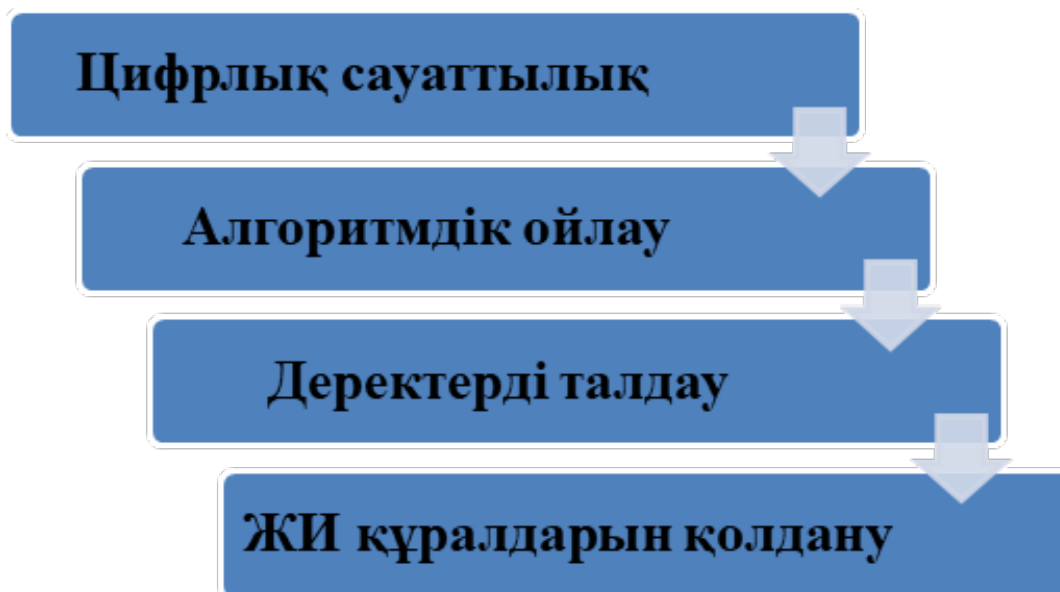 Цифрлық сауаттылық
Алгоритмдік ойлау
Деректерді талдау
ЖИ құралдарын қолдану